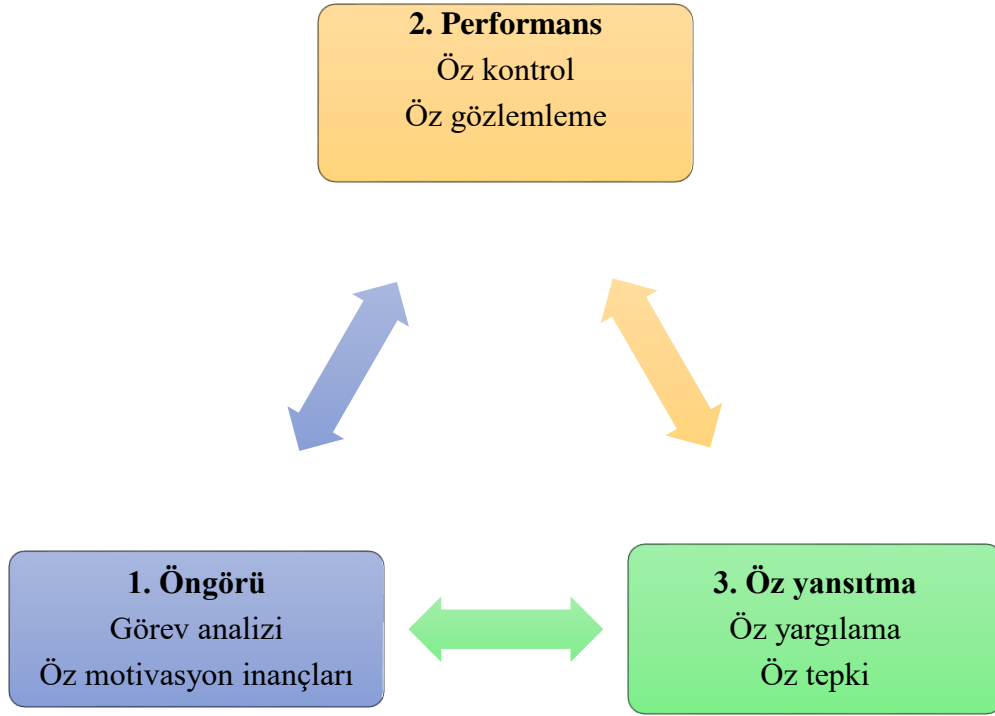 2. Performans
Öz kontrol
Öz gözlemleme
1. Öngörü
Görev analizi
Öz motivasyon inançları
3. Öz yansıtma
Öz yargılama
Öz tepki